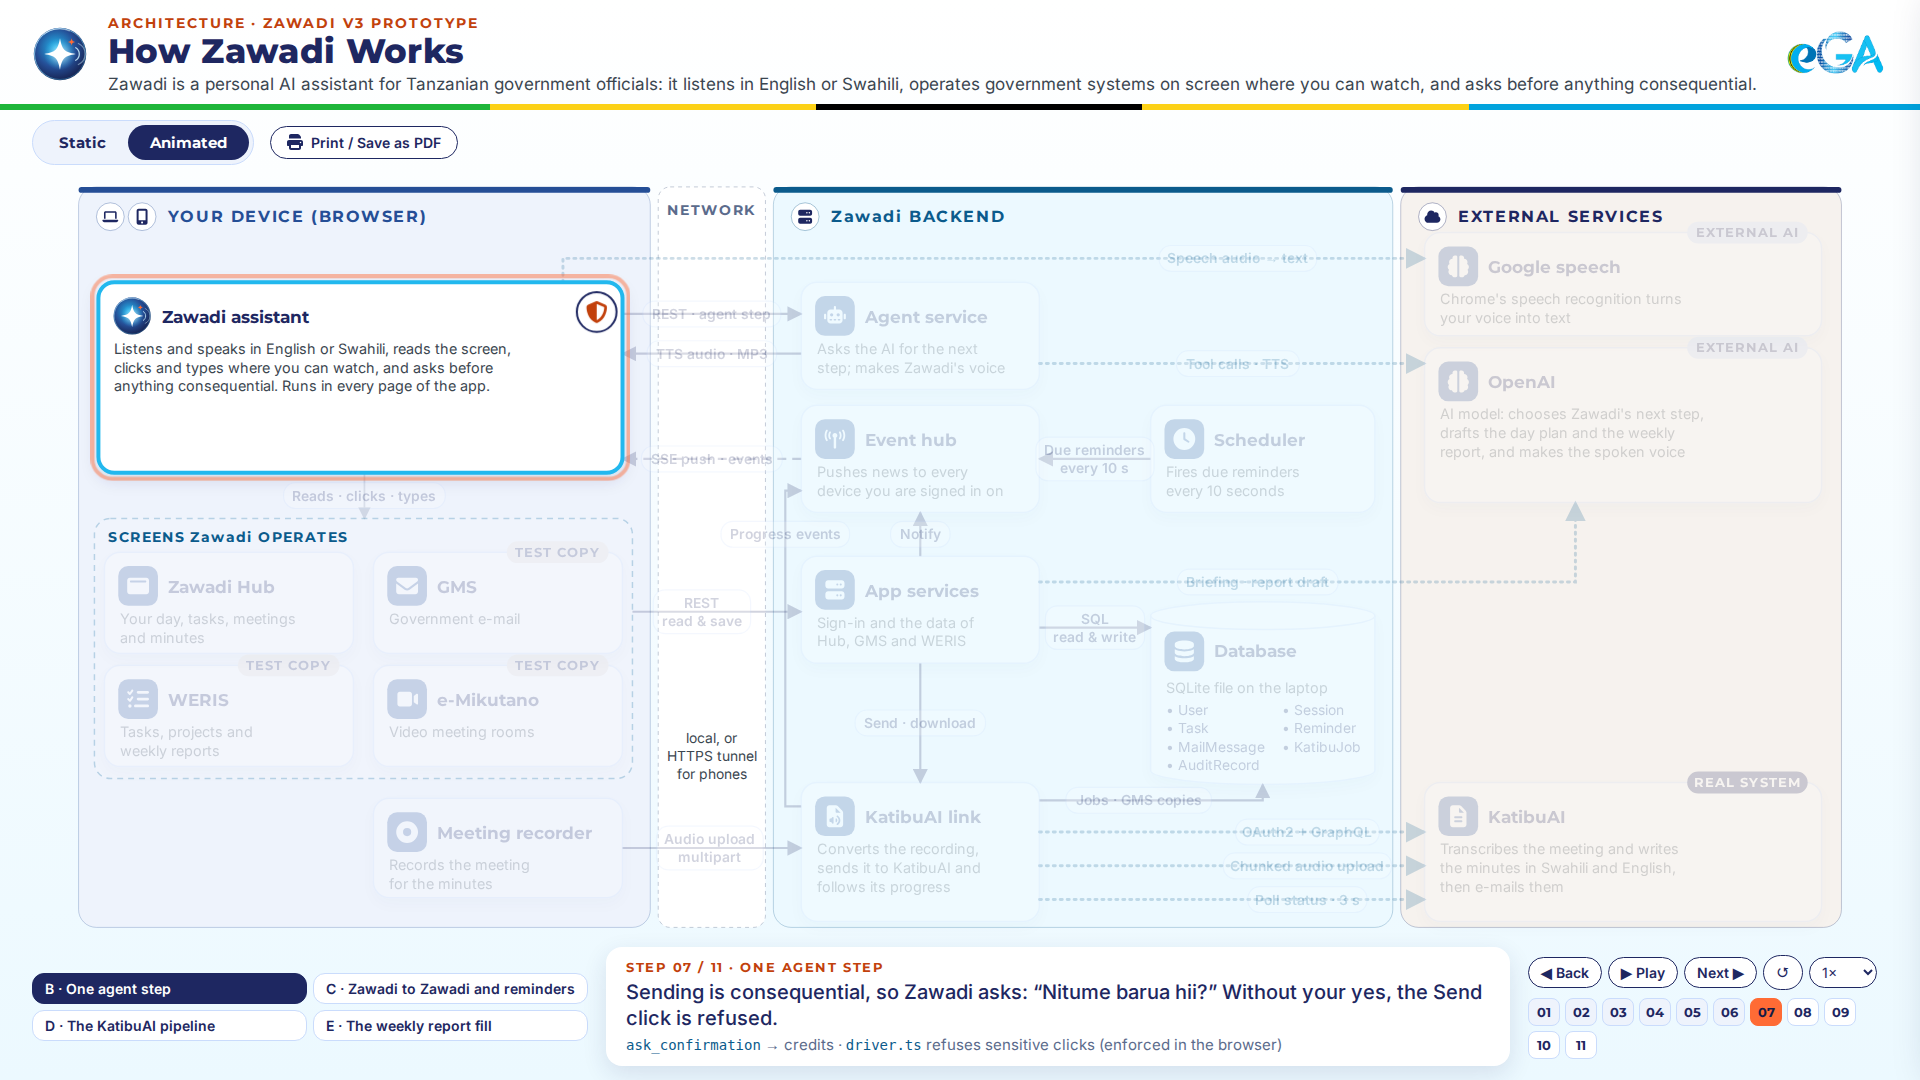 ARCHITECTURE · ZAWADI V3 PROTOTYPE
How Zawadi Works
Zawadi is a personal AI assistant for Tanzanian government officials: it listens in English or Swahili, operates government systems on screen where you can watch, and asks before anything consequential.
eGA
Static
Animated
Print / Save as PDF
YOUR DEVICE (BROWSER)
Zawadi assistant
Listens and speaks in English or Swahili, reads the screen,
clicks and types where you can watch, and asks before
anything consequential. Runs in every page of the app.
Reads · clicks · types
SCREENS Zawadi OPERATES
Zawadi Hub
Your day, tasks, meetings
and minutes
TEST COPY
GMS
Government e-mail
TEST COPY
WERIS
Tasks, projects and
weekly reports
TEST COPY
e-Mikutano
Video meeting rooms
Meeting recorder
Records the meeting
for the minutes
NETWORK
REST · agent step
TTS audio · MP3
SSE push · events
Progress events
REST
read & save
local, or
HTTPS tunnel
for phones
Audio upload
multipart
Zawadi BACKEND
Speech audio → text
Agent service
Asks the AI for the next
step; makes Zawadi's voice
Tool calls · TTS
Event hub
Pushes news to every
device you are signed in on
Due reminders
every 10 s
Scheduler
Fires due reminders
every 10 seconds
Notify
App services
Sign-in and the data of
Hub, GMS and WERIS
Briefing · report draft
SQL
read & write
Database
SQLite file on the laptop
• User
• Session
• Task
• Reminder
• MailMessage
• KatibuJob
• AuditRecord
Send · download
KatibuAI link
Converts the recording,
sends it to KatibuAI and
follows its progress
Jobs · GMS copies
OAuth2 + GraphQL
Chunked audio upload
Poll status · 3 s
EXTERNAL SERVICES
EXTERNAL AI
Google speech
Chrome's speech recognition turns
your voice into text
EXTERNAL AI
OpenAI
AI model: chooses Zawadi's next step,
drafts the day plan and the weekly
report, and makes the spoken voice
REAL SYSTEM
KatibuAI
Transcribes the meeting and writes
the minutes in Swahili and English,
then e-mails them
B · One agent step
C · Zawadi to Zawadi and reminders
D · The KatibuAI pipeline
E · The weekly report fill
STEP 07 / 11 · ONE AGENT STEP
Sending is consequential, so Zawadi asks: “Nitume barua hii?” Without your yes, the Send
click is refused.
ask_confirmation → credits · driver.ts refuses sensitive clicks (enforced in the browser)
◀ Back
▶ Play
Next ▶
↺
1×
01 02 03 04 05 06 07 08 09
10 11